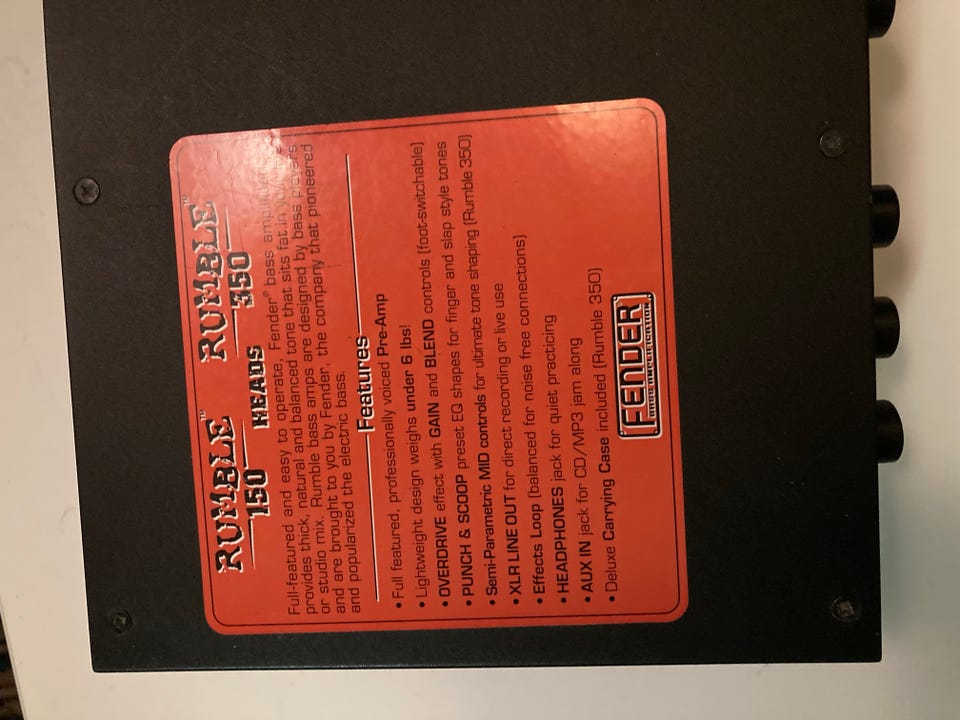 RUMBLE™ RUMBLE™
150 HEADS 350
Full-featured and easy to operate, Fender® bass
provides thick, natural and balanced tone that sits fat in
or studio mix. Rumble bass amps are designed by bass players
and are brought to you by Fender, the company that pioneered
and popularized the electric bass.
Features
• Full featured, professionally voiced Pre-Amp
• Lightweight design weighs under 6 lbs!
• OVERDRIVE effect with GAIN and BLEND controls (foot-switchable)
• PUNCH & SCOOP preset EQ shapes for finger and slap style tones
• Semi-Parametric MID controls for ultimate tone shaping (Rumble 350)
• XLR LINE OUT for direct recording or live use
• Effects Loop (balanced for noise free connections)
• HEADPHONES jack for quiet practicing
• AUX IN jack for CD/MP3 jam along
• Deluxe Carrying Case included (Rumble 350)
FENDER